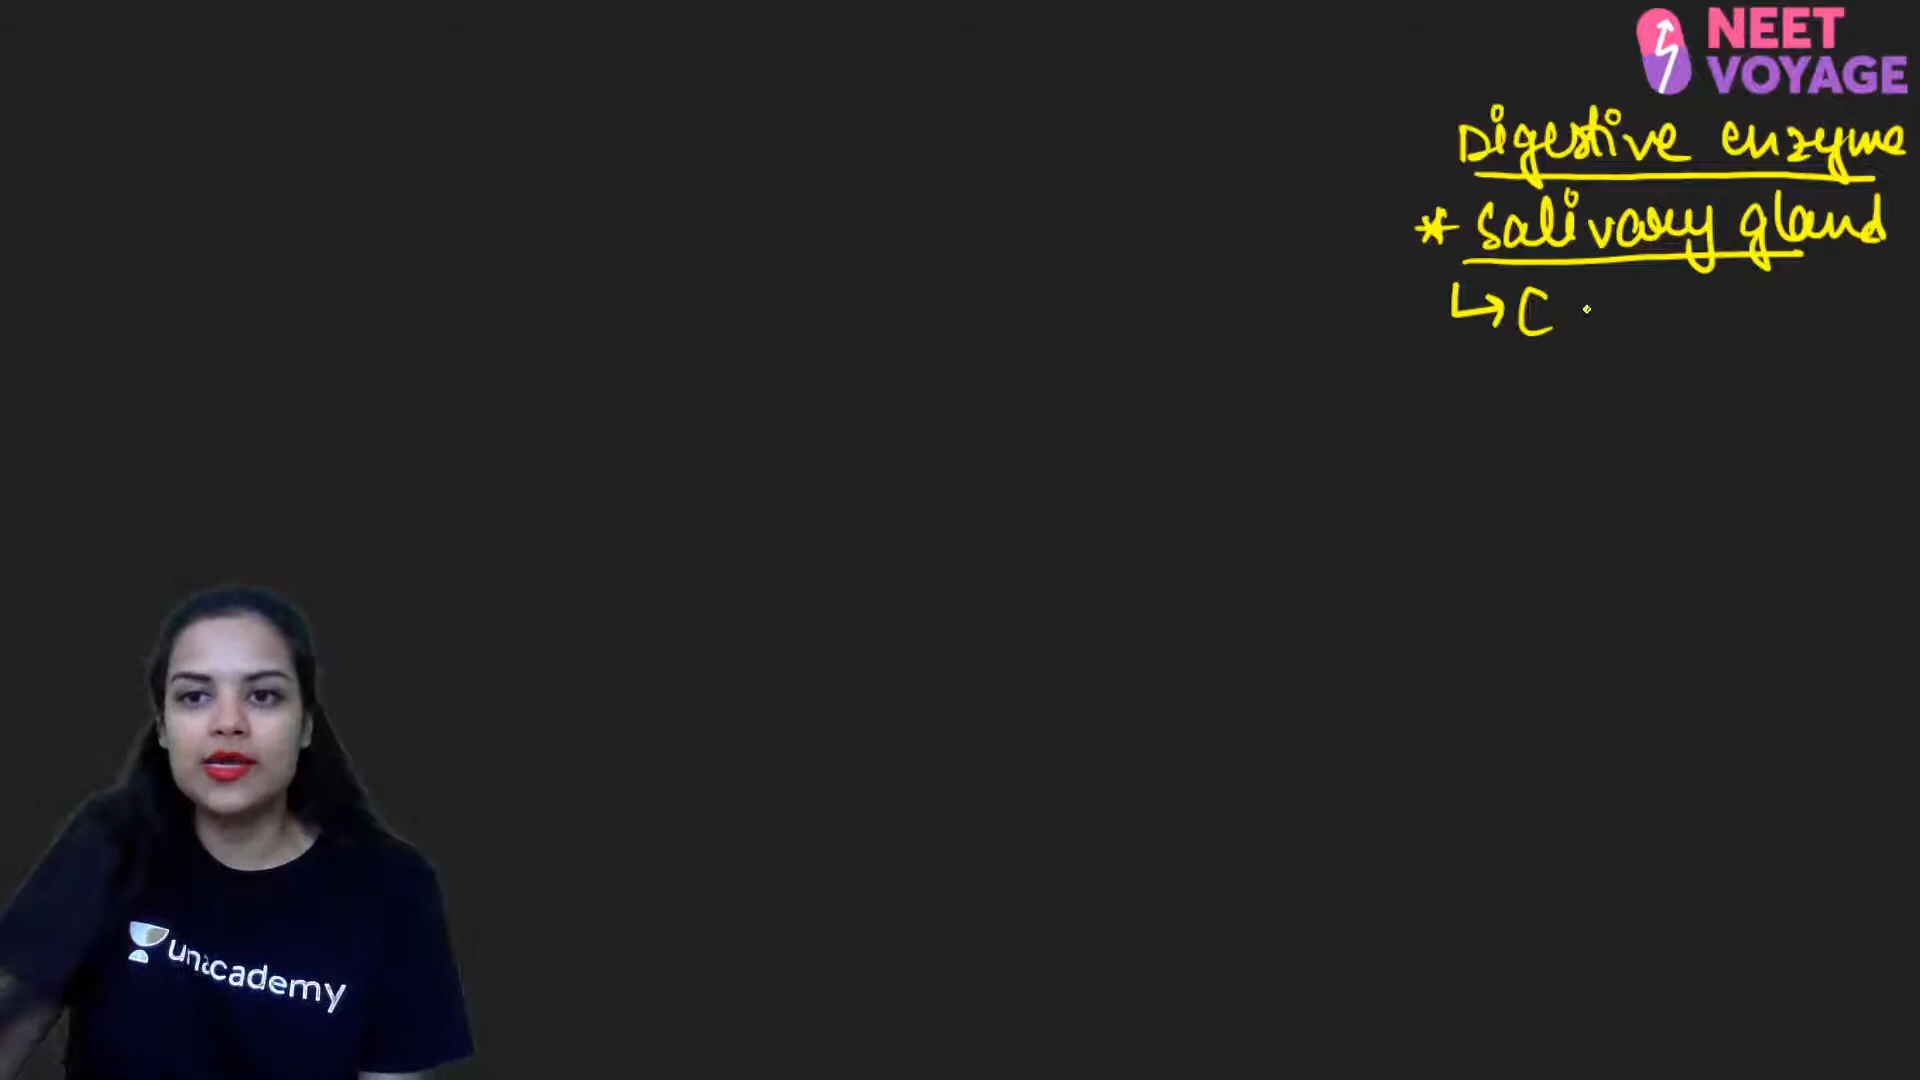 NEET
VOYAGE
Digestive enzyme
* Salivary gland
↳ C
unacademy